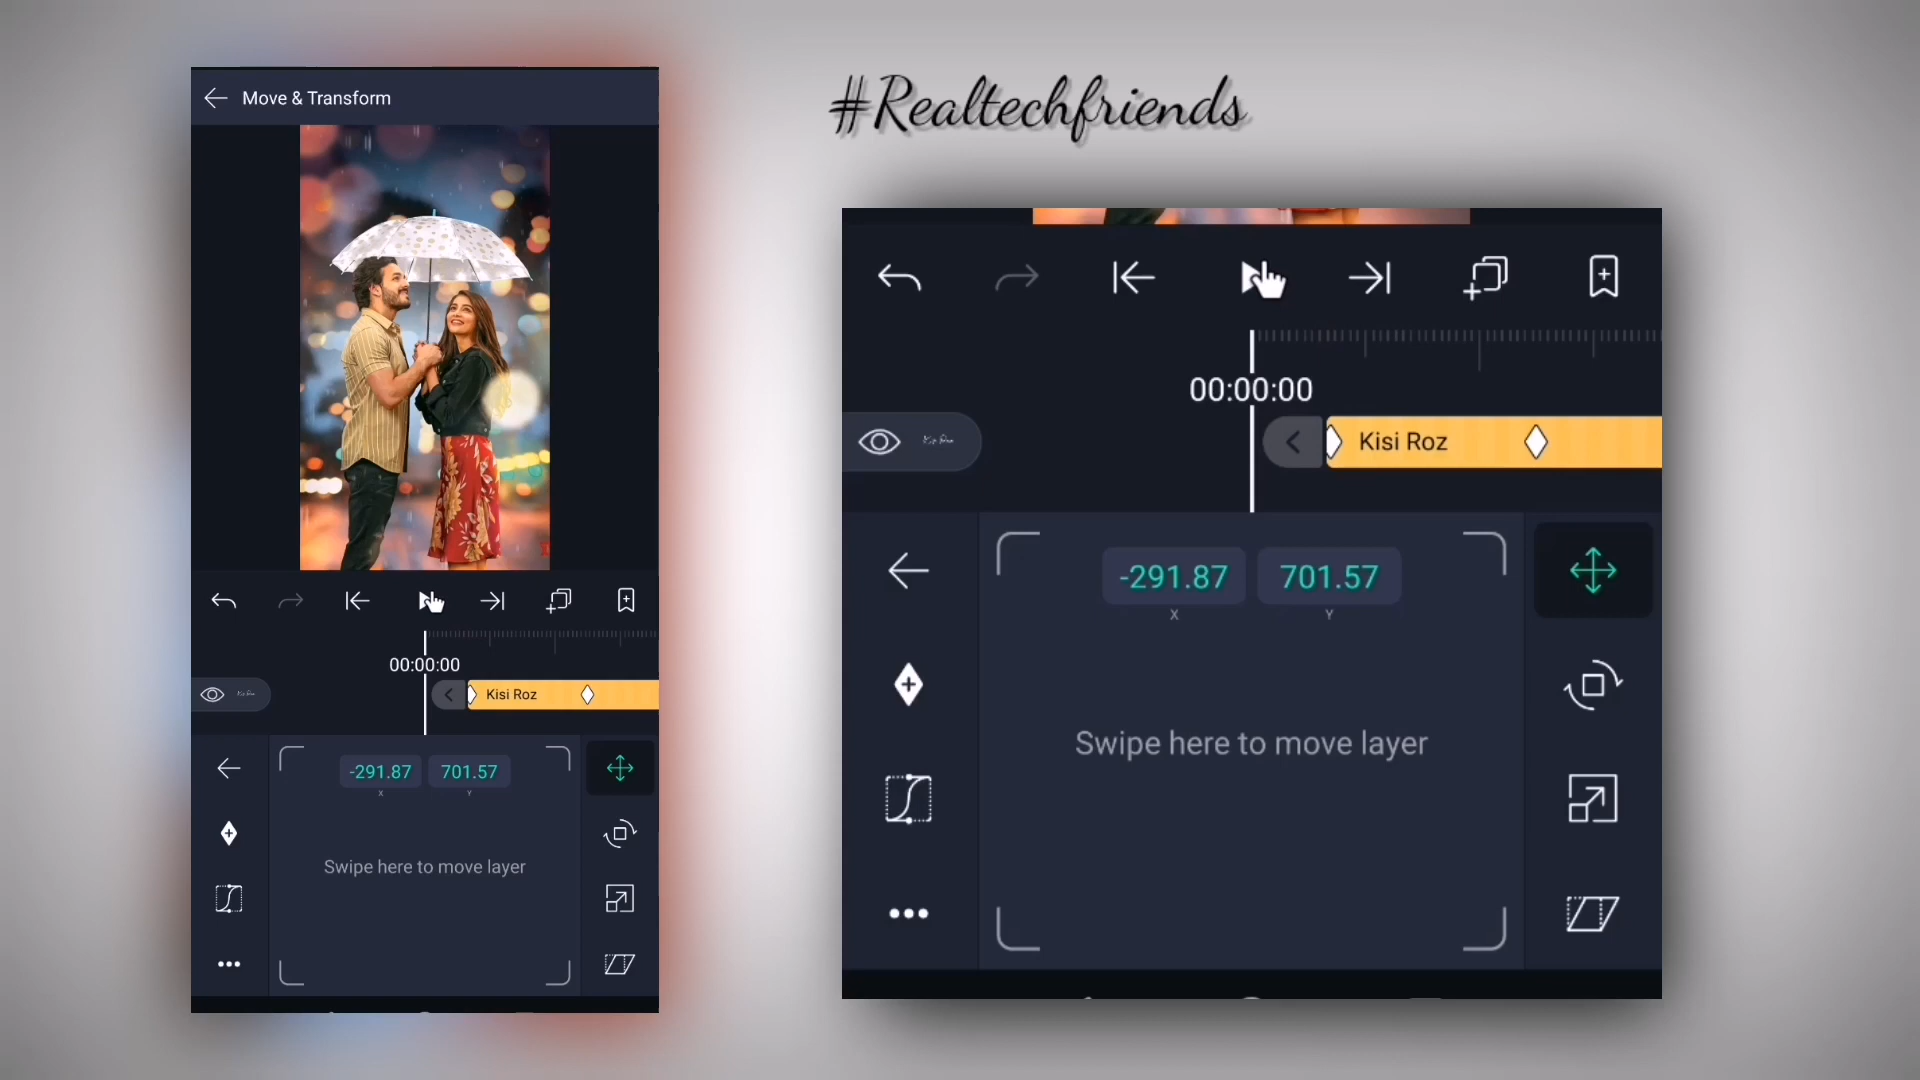 #Realtechfriends
Move & Transform
00:00:00
Kisi Roz
-291.87 701.57
X Y
Swipe here to move layer
00:00:00
Kisi Roz
-291.87 701.57
X Y
Swipe here to move layer